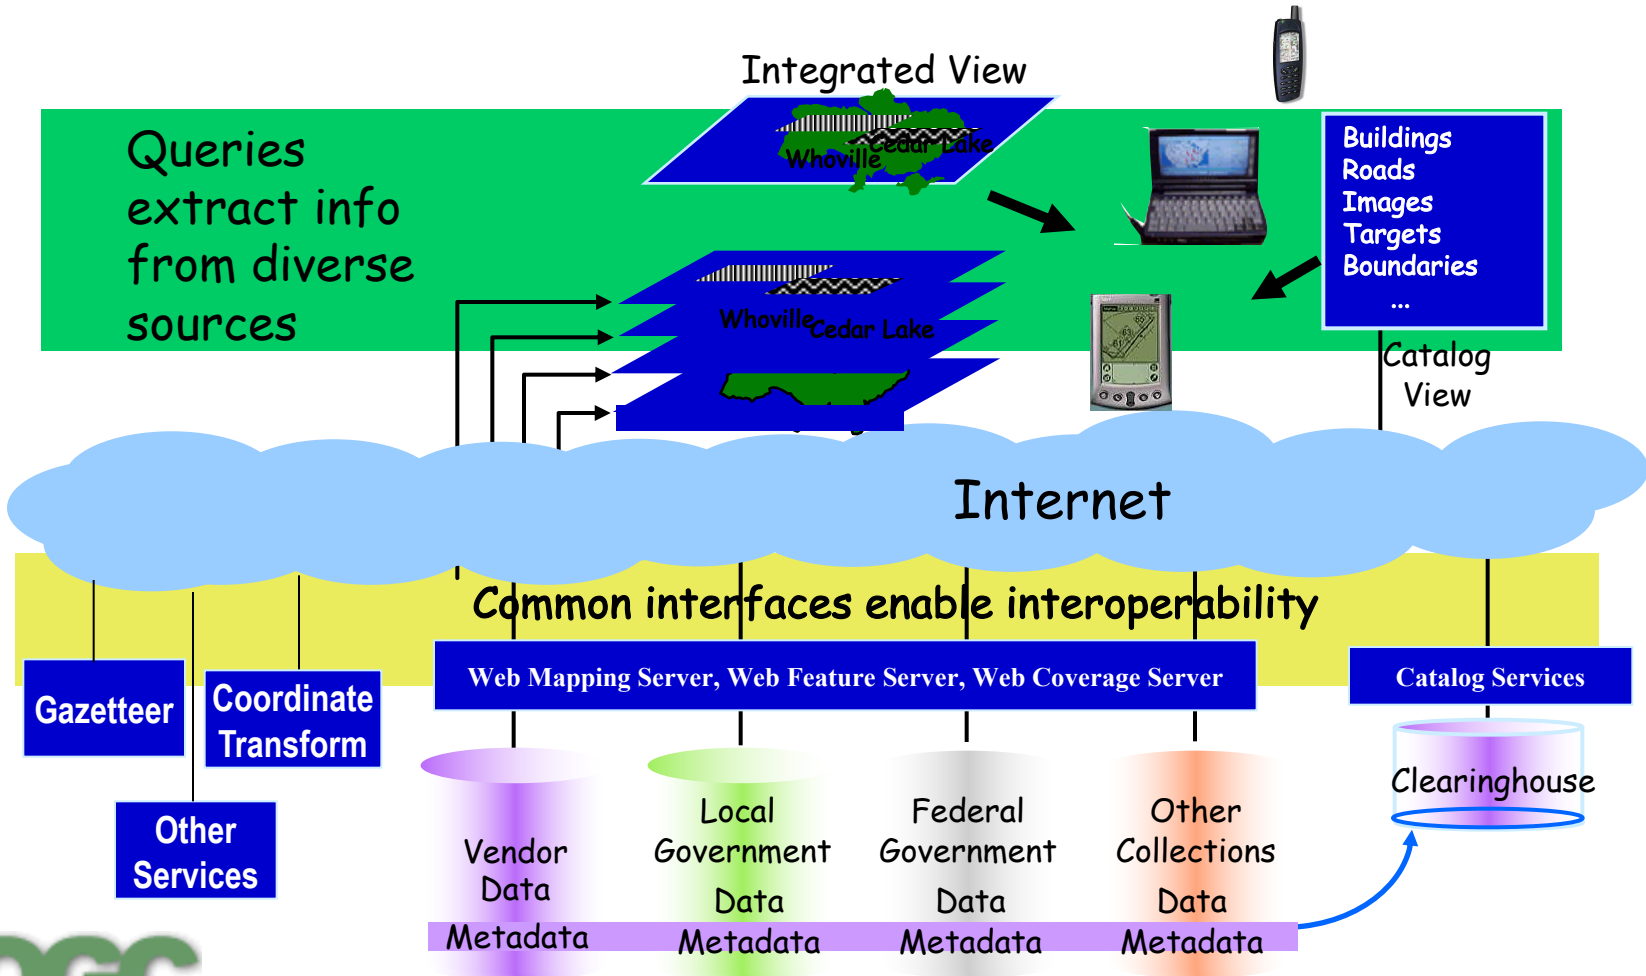 Integrated View
Queries
extract info
from diverse
sources
Whoville
Cedar Lake
Buildings
Roads
Images
Targets
Boundaries
...
Whoville
Cedar Lake
Catalog
View
Internet
Common interfaces enable interoperability
Gazetteer
Coordinate
Transform
Web Mapping Server, Web Feature Server, Web Coverage Server
Catalog Services
Other
Services
Vendor
Data
Metadata
Local
Government
Data
Metadata
Federal
Government
Data
Metadata
Other
Collections
Data
Metadata
Clearinghouse
OGC